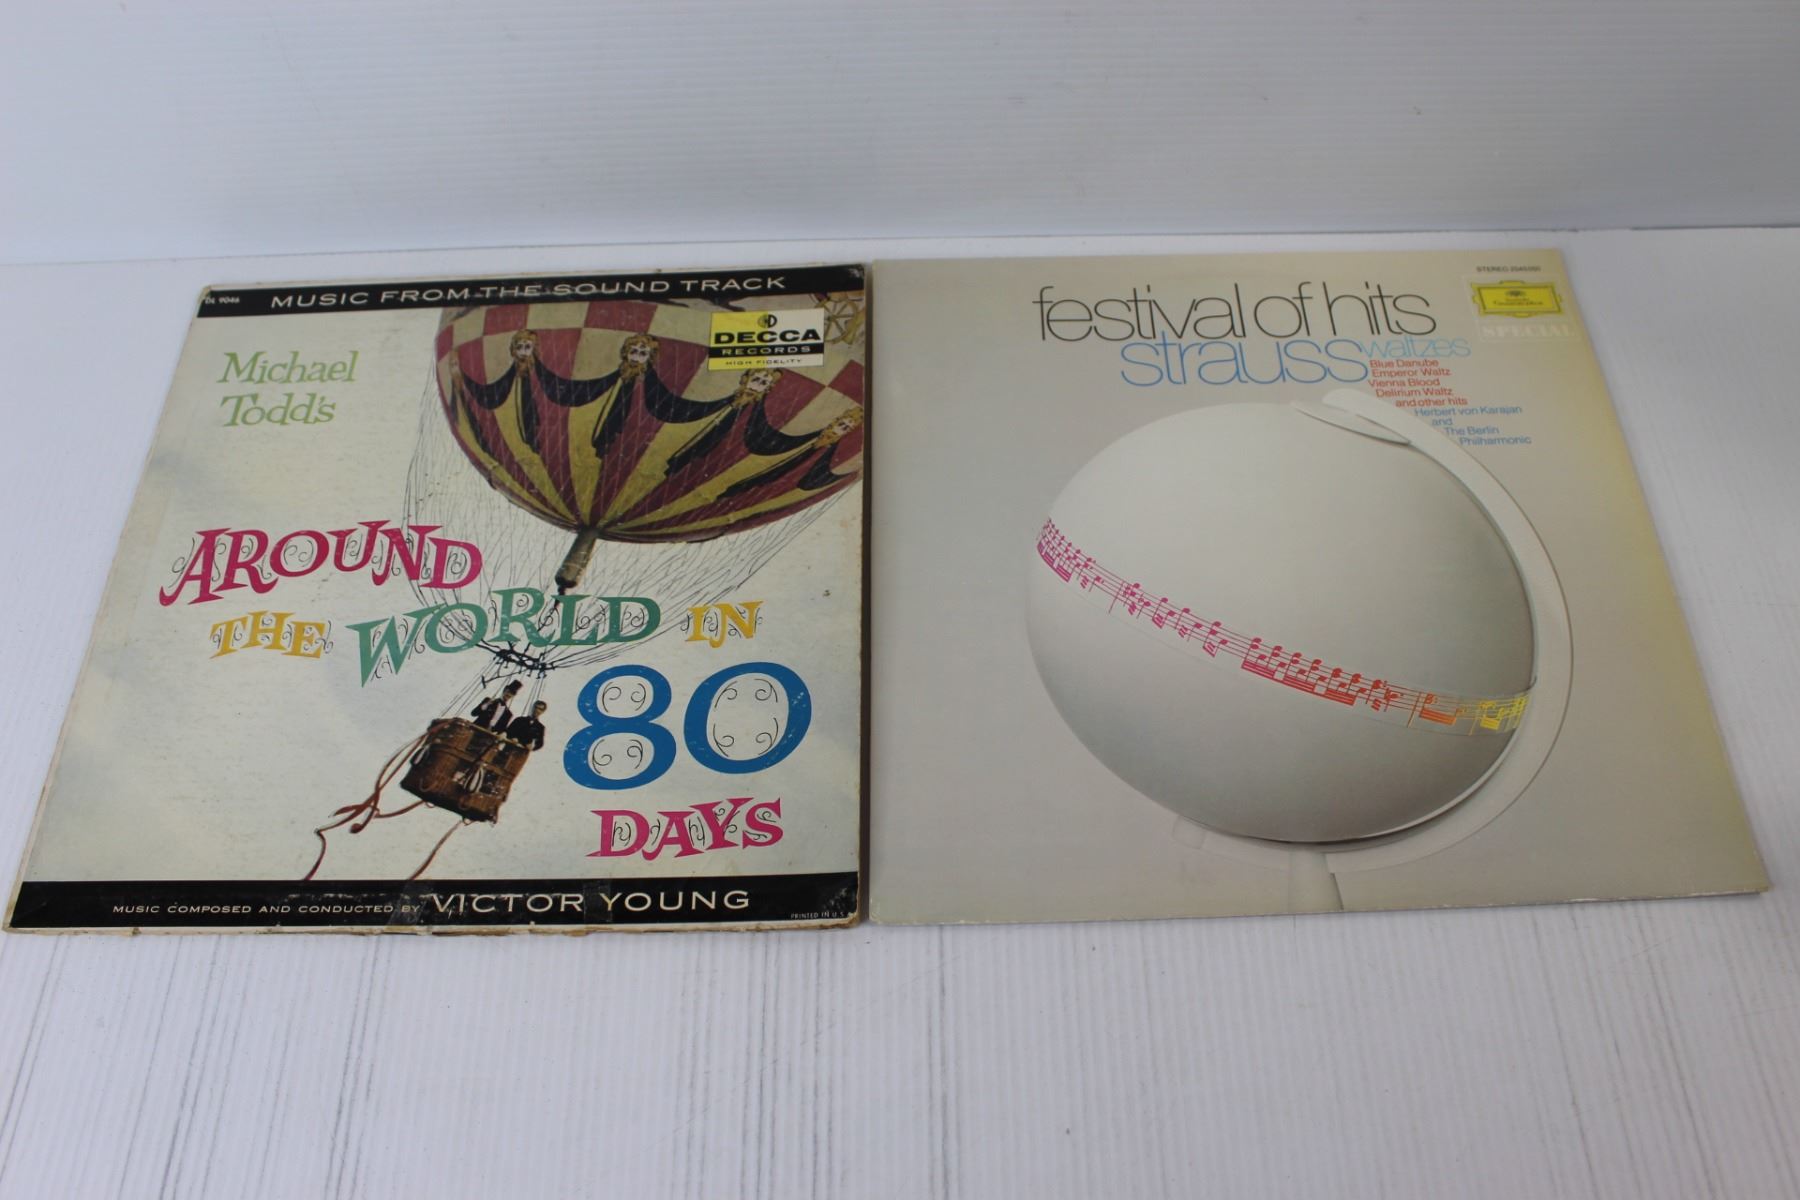 DL 9046
MUSIC FROM THE SOUND TRACK
DECCA
RECORDS
HIGH FIDELITY
Michael
Todd's
AROUND
THE WORLD IN
80
DAYS
MUSIC COMPOSED AND CONDUCTED BY VICTOR YOUNG
PRINTED IN U.S.
STEREO
festival of hits
strauss waltzes
Deutsche
Grammophon
SPECIAL
Blue Danube
Emperor Waltz
Vienna Blood
Delirium Waltz
and other hits
Herbert von Karajan
and
The Berlin
Philharmonic